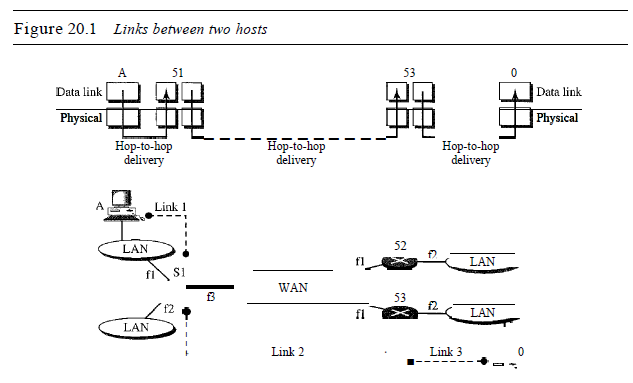 Figure 20.1 Links between two hosts
A 51 53 0
Data link Data link
Physical Physical
Hop-to-hop Hop-to-hop Hop-to-hop
delivery delivery delivery
A Link 1
LAN
f1 S1
52
f1 f2 LAN
f3 WAN
f2
LAN
53
f1 f2 LAN
Link 2 Link 3 0